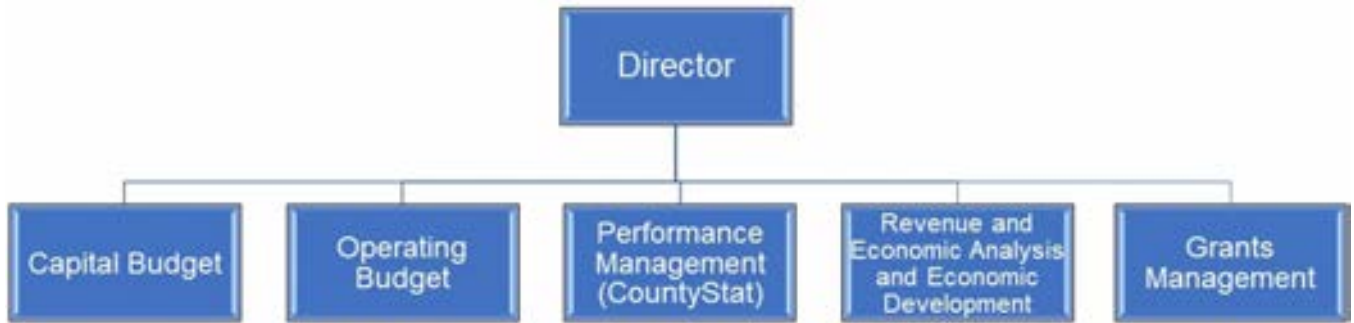 Director
Capital Budget
Operating
Budget
Performance
Management
(CountyStat)
Revenue and
Economic Analysis
and Economic
Development
Grants
Management